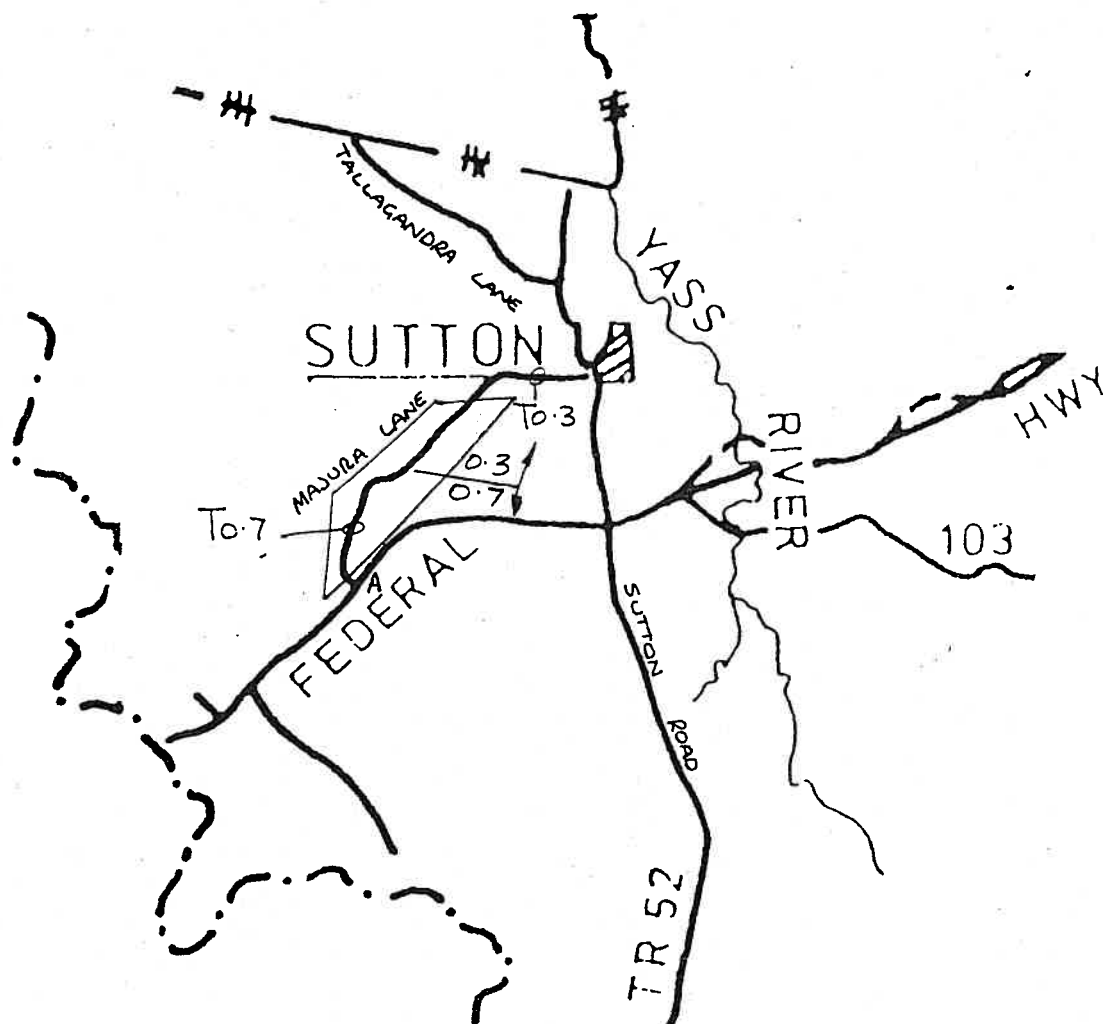 TALLAGANDRA LANE
YASS
RIVER
SUTTON
HWY
MAJURA LANE
To.3
0.3
0.7
To.7
103
A
FEDERAL
SUTTON
ROAD
TR 52